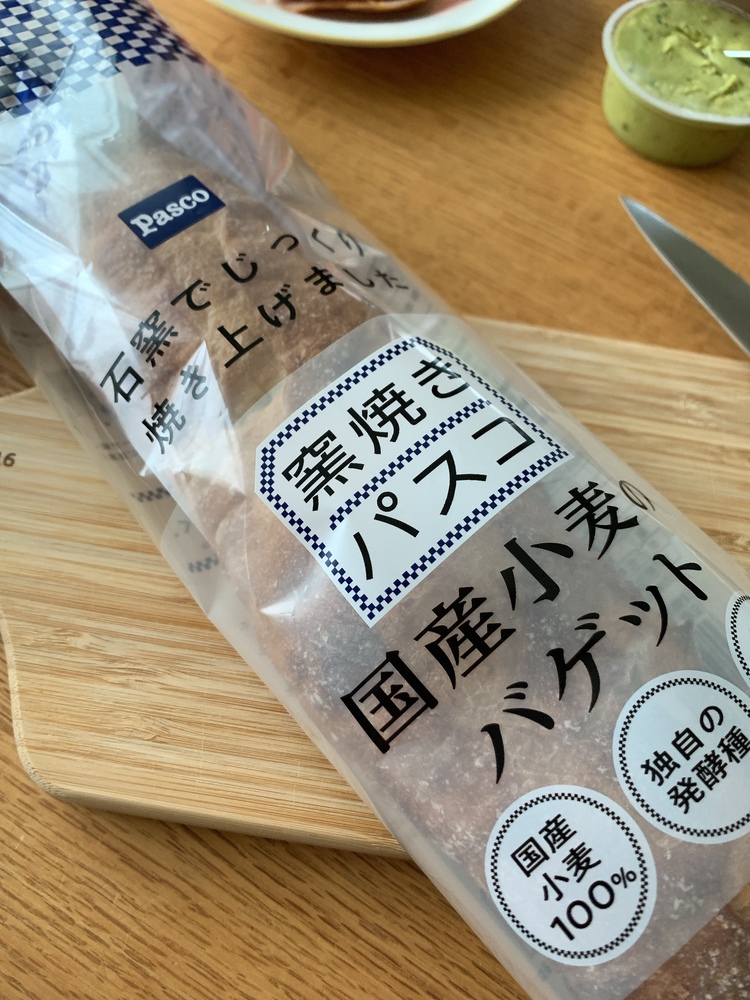 Pasco
石窯でじっくり
焼き上げました
窯焼き
パスコ
国産小麦の
バゲット
独自の
発酵種
国産
小麦
100%
16